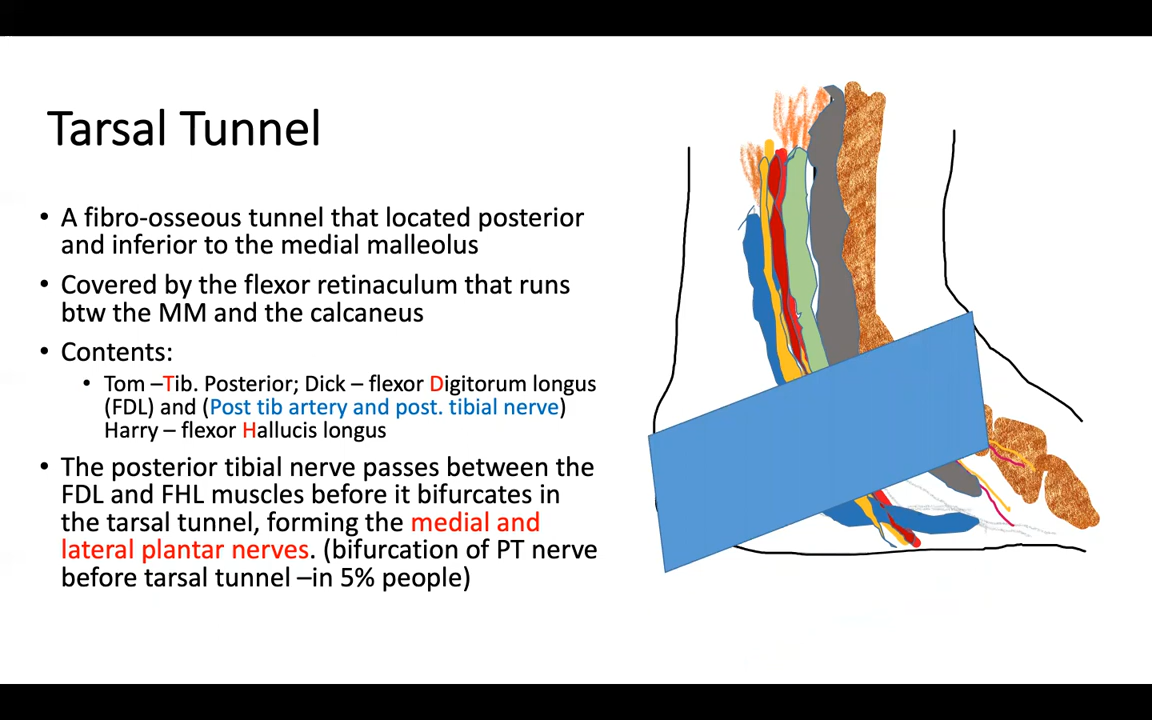 Tarsal Tunnel
• A fibro-osseous tunnel that located posterior
and inferior to the medial malleolus
• Covered by the flexor retinaculum that runs
btw the MM and the calcaneus
• Contents:
• Tom –Tib. Posterior; Dick – flexor Digitorum longus
(FDL) and (Post tib artery and post. tibial nerve)
Harry – flexor Hallucis longus
• The posterior tibial nerve passes between the
FDL and FHL muscles before it bifurcates in
the tarsal tunnel, forming the medial and
lateral plantar nerves. (bifurcation of PT nerve
before tarsal tunnel –in 5% people)